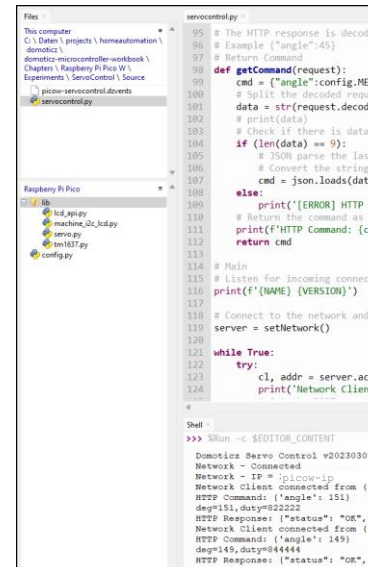 Files
This computer
C: \ Daten \ projects \ homeautomation \
domoticz \
domoticz-microcontroller-workbook \
Chapters \ Raspberry Pi Pico W \
Experiments \ ServoControl \ Source
picow-servocontrol.dzvents
servocontrol.py
Raspberry Pi Pico
lib
lcd_api.py
machine_i2c_lcd.py
servo.py
tm1637.py
config.py
servocontrol.py
95 # The HTTP response is decod
96 # Example {"angle":45}
97 # Return Command
98 def getCommand(request):
99 cmd = {"angle":config.ME
100 # Split the decoded requ
101 data = str(request.decod
102 # print(data)
103 # Check if there is data
104 if (len(data) == 9):
105 # JSON parse the las
106 # Convert the string
107 cmd = json.loads(dat
108 else:
109 print('[ERROR] HTTP
110 # Return the command as
111 print(f'HTTP Command: {c
112 return cmd
113
114 # Main
115 # Listen for incoming connec
116 print(f'{NAME} {VERSION}')
117
118 # Connect to the network and
119 server = setNetwork()
120
121 while True:
122 try:
123 cl, addr = server.ac
124 print('Network Clien
Shell
>>> %Run -c $EDITOR_CONTENT
Domoticz Servo Control v2023030
Network - Connected
Network - IP = picow-ip
Network Client connected from (
HTTP Command: {'angle': 151}
deg=151,duty=822222
HTTP Response: {"status": "OK",
Network Client connected from (
HTTP Command: {'angle': 149}
deg=149,duty=844444
HTTP Response: {"status": "OK",